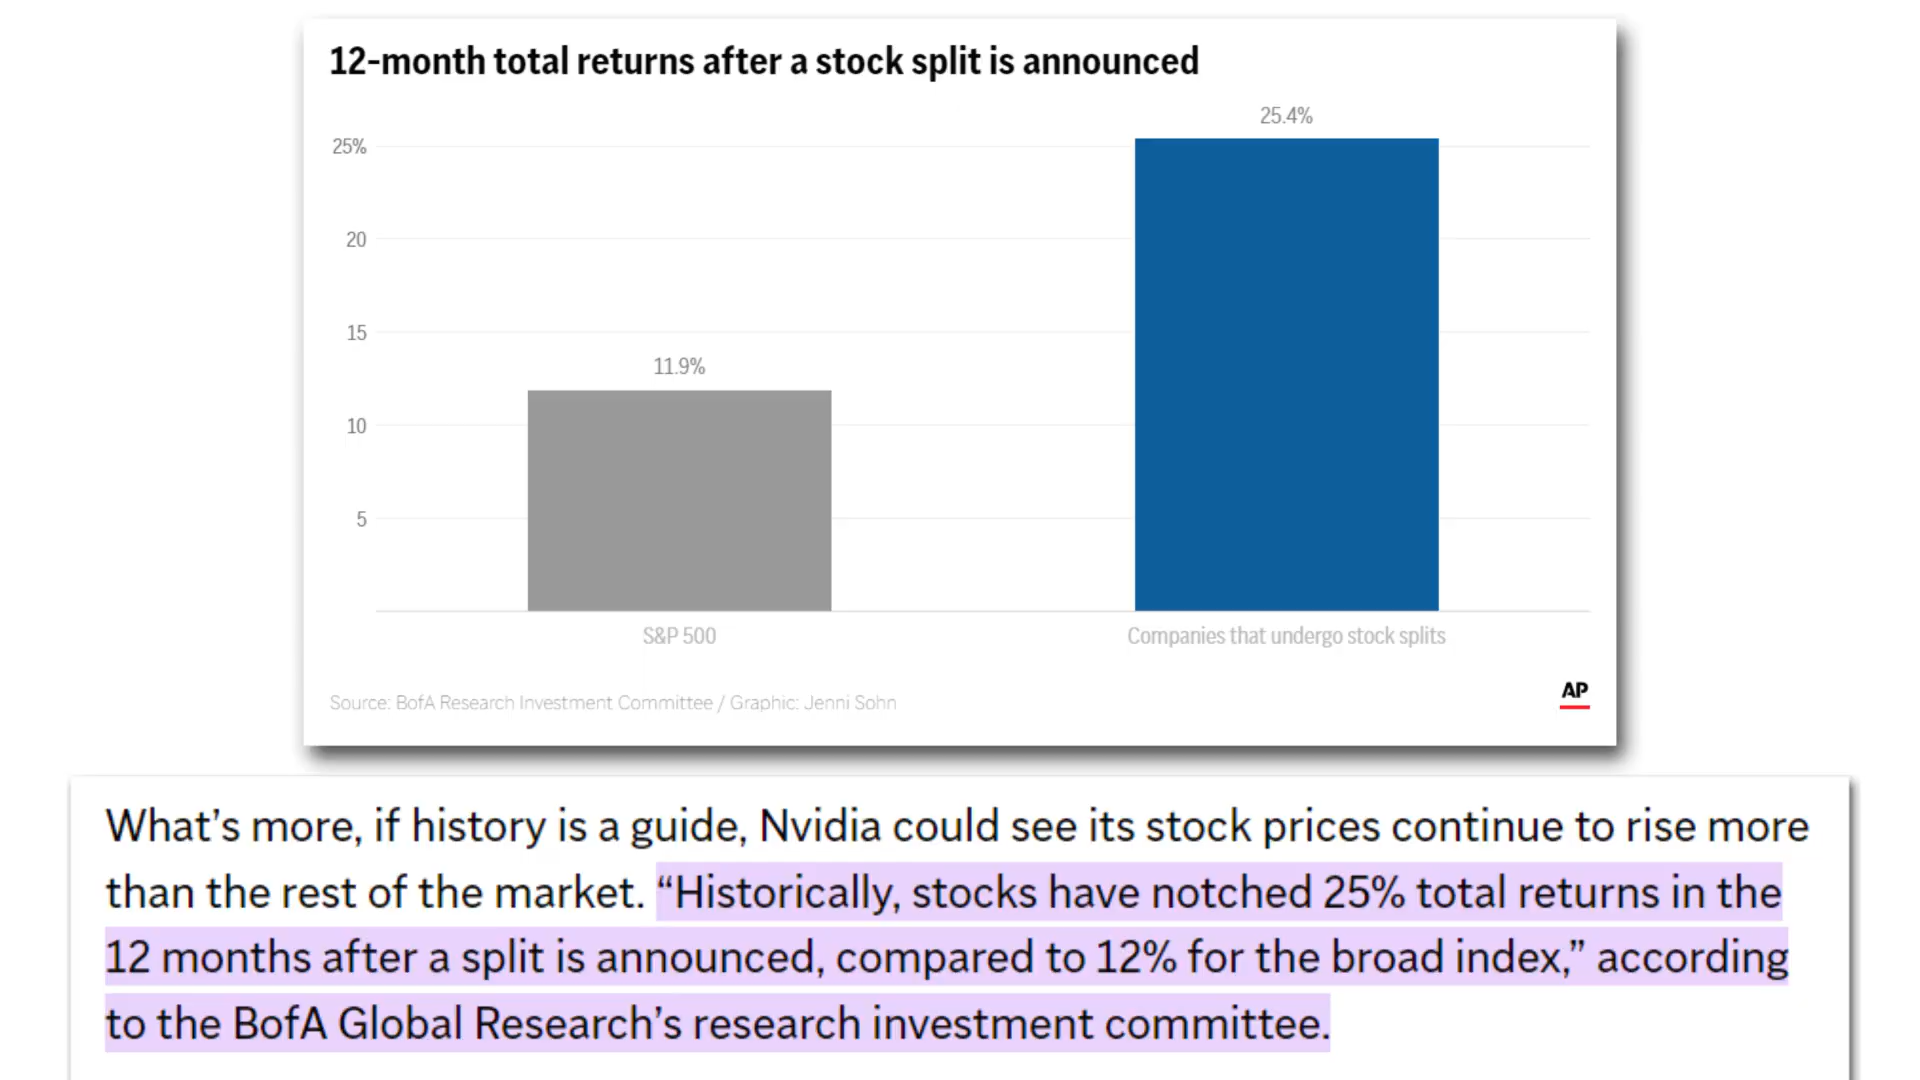 12-month total returns after a stock split is announced
25.4%
25%
20
15
11.9%
10
5
S&P 500
Companies that undergo stock splits
Source: BofA Research Investment Committee / Graphic: Jenni Sohn
AP
What’s more, if history is a guide, Nvidia could see its stock prices continue to rise more
than the rest of the market. “Historically, stocks have notched 25% total returns in the
12 months after a split is announced, compared to 12% for the broad index,” according
to the BofA Global Research’s research investment committee.